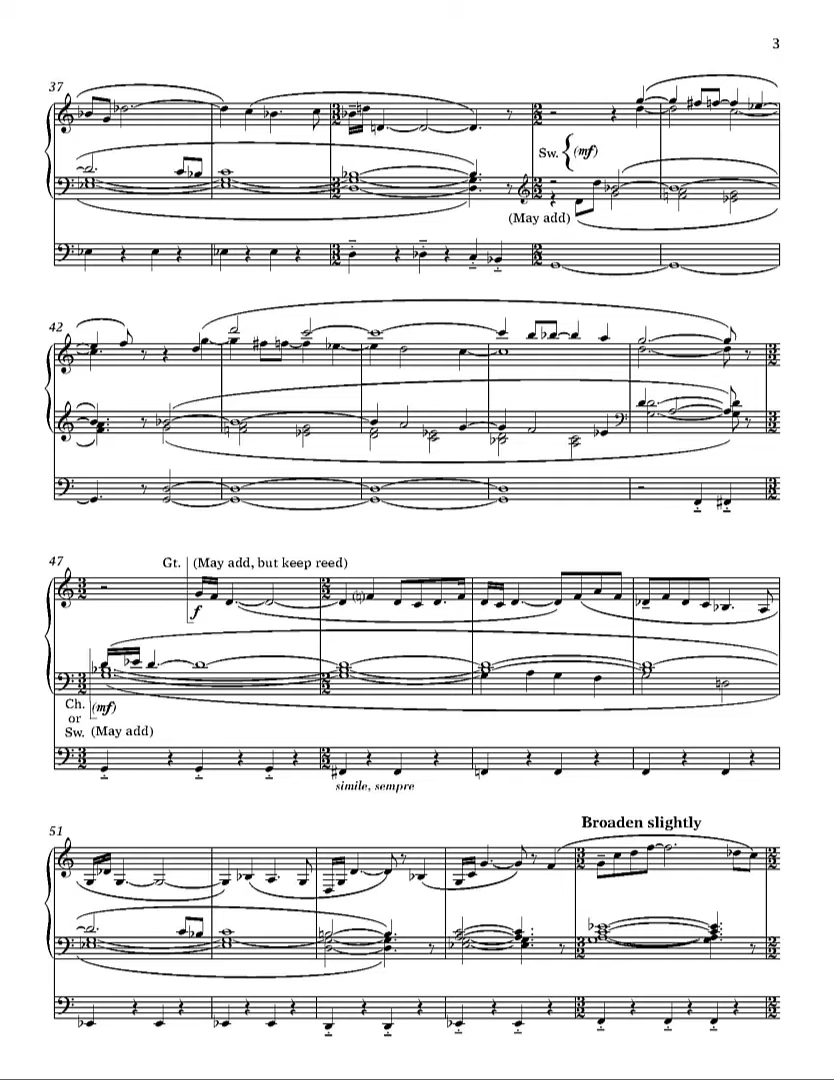 3
37
Sw.
(mf)
(May add)
42
47
Gt.
(May add, but keep reed)
f
Ch.
or
Sw.
(mf)
(May add)
simile, sempre
51
Broaden slightly